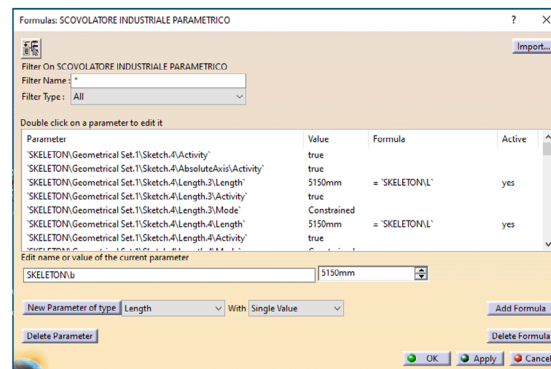 Formulas: SCOVOLATORE INDUSTRIALE PARAMETRICO
Import...
Filter On SCOVOLATORE INDUSTRIALE PARAMETRICO
Filter Name : *
Filter Type : All
Double click on a parameter to edit it
Parameter Value Formula Active
`SKELETON\Geometrical Set.1\Sketch.4\Activity` true
`SKELETON\Geometrical Set.1\Sketch.4\AbsoluteAxis\Activity` true
`SKELETON\Geometrical Set.1\Sketch.4\Length.3\Length` 5150mm = `SKELETON\L` yes
`SKELETON\Geometrical Set.1\Sketch.4\Length.3\Activity` true
`SKELETON\Geometrical Set.1\Sketch.4\Length.3\Mode` Constrained
`SKELETON\Geometrical Set.1\Sketch.4\Length.4\Length` 5150mm = `SKELETON\L` yes
`SKELETON\Geometrical Set.1\Sketch.4\Length.4\Activity` true
Edit name or value of the current parameter
SKELETON\b 5150mm
New Parameter of type Length With Single Value Add Formula
Delete Parameter Delete Formula
OK Apply Cancel